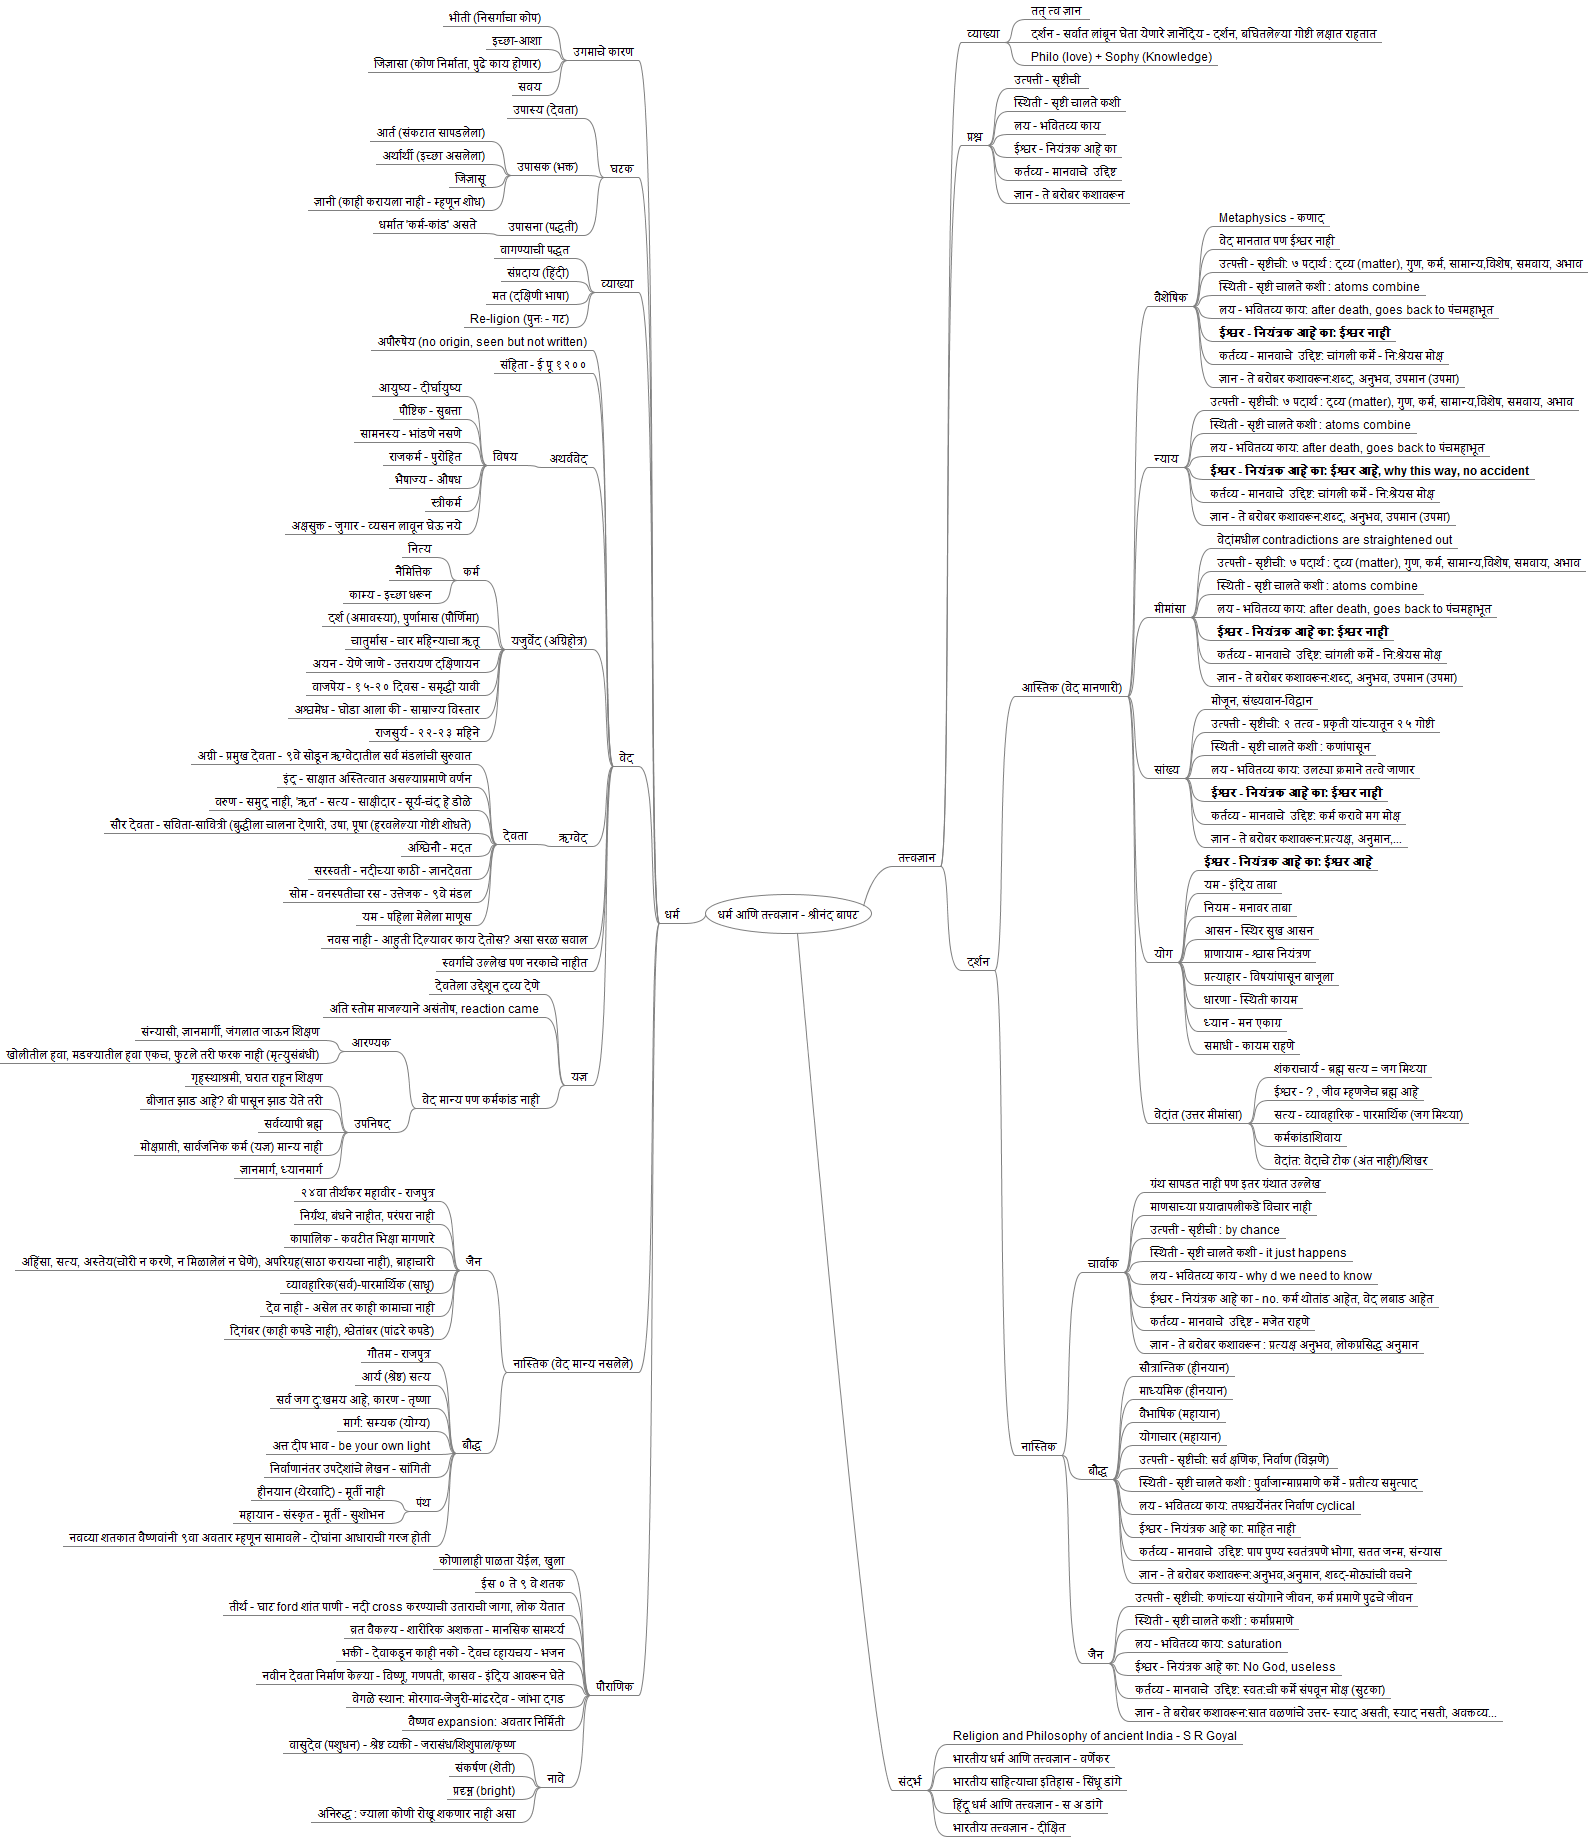 धर्म आणि तत्त्वज्ञान - श्रीनंद बापट
धर्म
उगमाचे कारण
भीती (निसर्गाचा कोप)
इच्छा-आशा
जिज्ञासा (कोण निर्माता, पुढे काय होणार)
सवय
घटक
उपास्य (देवता)
उपासक (भक्त)
आर्त (संकटात सापडलेला)
अर्थार्थी (इच्छा असलेला)
जिज्ञासू
ज्ञानी (काही करायला नाही - म्हणून शोध)
उपासना (पद्धती)
धर्मात 'कर्म-कांड' असते
व्याख्या
वागण्याची पद्धत
संप्रदाय (हिंदी)
मत (दक्षिणी भाषा)
Re-ligion (पुनः - गट)
वेद
अपौरुषेय (no origin, seen but not written)
संहिता - ई पू १२००
अथर्ववेद
विषय
आयुष्य - दीर्घायुष्य
पौष्टिक - सुबत्ता
सामनस्य - भांडणे नसणे
राजकर्म - पुरोहित
भैषाज्य - औषध
स्त्रीकर्म
अक्षसुक्त - जुगार - व्यसन लावून घेऊ नये
यजुर्वेद (अग्निहोत्र)
कर्म
नित्य
नैमित्तिक
काम्य - इच्छा धरून
दर्श (अमावस्या), पुर्णामास (पौर्णिमा)
चातुर्मास - चार महिन्याचा ऋतू
अयन - येणे जाणे - उत्तरायण दक्षिणायन
वाजपेय - १५-२० दिवस - समृद्धी यावी
अश्वमेध - घोडा आला की - साम्राज्य विस्तार
राजसुर्य - २२-२३ महिने
ऋग्वेद
देवता
अग्नी - प्रमुख देवता - ९वे सोडून ऋग्वेदातील सर्व मंडलांची सुरुवात
इंद्र - साक्षात अस्तित्वात असल्याप्रमाणे वर्णन
वरुण - समुद्र नाही, 'ऋत' - सत्य - साक्षीदार - सूर्य-चंद्र हे डोळे
सौर देवता - सविता-सावित्री (बुद्धीला चालना देणारी, उषा, पूषा (हरवलेल्या गोष्टी शोधते)
अश्विनौ - मदत
सरस्वती - नदीच्या काठी - ज्ञानदेवता
सोम - वनस्पतीचा रस - उत्तेजक - ९वे मंडल
यम - पहिला मेलेला माणूस
नवस नाही - आहुती दिल्यावर काय देतोस? असा सरळ सवाल
स्वर्गाचे उल्लेख पण नरकाचे नाहीत
यज्ञ
देवतेला उद्देशून द्रव्य देणे
अति स्तोम माजल्याने असंतोष, reaction came
वेद मान्य पण कर्मकांड नाही
आरण्यक
संन्यासी, ज्ञानमार्गी, जंगलात जाऊन शिक्षण
खोलीतील हवा, मडक्यातील हवा एकच, फुटले तरी फरक नाही (मृत्युसंबंधी)
उपनिषद
गृहस्थाश्रमी, घरात राहून शिक्षण
बीजात झाड आहे? बी पासून झाड येते तरी
सर्वव्यापी ब्रह्म
मोक्षप्राप्ती, सार्वजनिक कर्म (यज्ञ) मान्य नाही
ज्ञानमार्ग, ध्यानमार्ग
नास्तिक (वेद मान्य नसलेले)
जैन
२४वा तीर्थकर महावीर - राजपुत्र
निर्ग्रंथ, बंधने नाहीत, परंपरा नाही
कापालिक - कवटीत भिक्षा मागणारे
अहिंसा, सत्य, अस्तेय(चोरी न करणे, न मिळालेलं न घेणे), अपरिग्रह(साठा करायचा नाही), ब्राह्मचारी
व्यावहारिक(सर्व)-पारमार्थिक (साधू)
देव नाही - असेल तर काही कामाचा नाही
दिगंबर (काही कपडे नाही), श्वेतांबर (पांढरे कपडे)
बौद्ध
गौतम - राजपुत्र
आर्य (श्रेष्ठ) सत्य
सर्व जग दु:खमय आहे, कारण - तृष्णा
मार्ग: सम्यक (योग्य)
अत्त दीप भाव - be your own light
निर्वाणानंतर उपदेशांचे लेखन - सांगिती
पंथ
हीनयान (थेरवादि) - मूर्ती नाही
महायान - संस्कृत - मूर्ती - सुशोभन
नवव्या शतकात वैष्णवांनी ९वा अवतार म्हणून सामावले - दोघांना आधाराची गरज होती
पौराणिक
कोणालाही पाळता येईल, खुला
ईस ० ते ९ वे शतक
तीर्थ - घाट ford शांत पाणी - नदी cross करण्याची उताराची जागा, लोक येतात
व्रत वैकल्य - शारीरिक अशक्तता - मानसिक सामर्थ्य
भक्ती - देवाकडून काही नको - देवच व्हायचय - भजन
नवीन देवता निर्माण केल्या - विष्णू, गणपती, कासव - इंद्रिय आवरून घेते
वेगळे स्थान: मोरगाव-जेजुरी-मांढरदेव - जांभा दगड
वैष्णव expansion: अवतार निर्मिती
नावे
वासुदेव (पशुधन) - श्रेष्ठ व्यक्ती - जरासंध/शिशुपाल/कृष्ण
संकर्षण (शेती)
प्रद्युम्न (bright)
अनिरुद्ध : ज्याला कोणी रोखू शकणार नाही असा
तत्त्वज्ञान
व्याख्या
तत् त्व ज्ञान
दर्शन - सर्वात लांबून घेता येणारे ज्ञानेंद्रिय - दर्शन, बघितलेल्या गोष्टी लक्षात राहतात
Philo (love) + Sophy (Knowledge)
प्रश्न
उत्पत्ती - सृष्टीची
स्थिती - सृष्टी चालते कशी
लय - भवितव्य काय
ईश्वर - नियंत्रक आहे का
कर्तव्य - मानवाचे उद्दिष्ट
ज्ञान - ते बरोबर कशावरून
दर्शन
आस्तिक (वेद मानणारी)
वैशेषिक
Metaphysics - कणाद
वेद मानतात पण ईश्वर नाही
उत्पत्ती - सृष्टीची: ७ पदार्थ : द्रव्य (matter), गुण, कर्म, सामान्य,विशेष, समवाय, अभाव
स्थिती - सृष्टी चालते कशी : atoms combine
लय - भवितव्य काय: after death, goes back to पंचमहाभूत
ईश्वर - नियंत्रक आहे का: ईश्वर नाही
कर्तव्य - मानवाचे उद्दिष्ट: चांगली कर्मे - नि:श्रेयस मोक्ष
ज्ञान - ते बरोबर कशावरून:शब्द, अनुभव, उपमान (उपमा)
न्याय
उत्पत्ती - सृष्टीची: ७ पदार्थ : द्रव्य (matter), गुण, कर्म, सामान्य,विशेष, समवाय, अभाव
स्थिती - सृष्टी चालते कशी : atoms combine
लय - भवितव्य काय: after death, goes back to पंचमहाभूत
ईश्वर - नियंत्रक आहे का: ईश्वर आहे, why this way, no accident
कर्तव्य - मानवाचे उद्दिष्ट: चांगली कर्मे - नि:श्रेयस मोक्ष
ज्ञान - ते बरोबर कशावरून:शब्द, अनुभव, उपमान (उपमा)
मीमांसा
वेदांमधील contradictions are straightened out
उत्पत्ती - सृष्टीची: ७ पदार्थ : द्रव्य (matter), गुण, कर्म, सामान्य,विशेष, समवाय, अभाव
स्थिती - सृष्टी चालते कशी : atoms combine
लय - भवितव्य काय: after death, goes back to पंचमहाभूत
ईश्वर - नियंत्रक आहे का: ईश्वर नाही
कर्तव्य - मानवाचे उद्दिष्ट: चांगली कर्मे - नि:श्रेयस मोक्ष
ज्ञान - ते बरोबर कशावरून:शब्द, अनुभव, उपमान (उपमा)
सांख्य
मोजून, संख्यवान-विद्वान
उत्पत्ती - सृष्टीची: २ तत्व - प्रकृती यांच्यातून २५ गोष्टी
स्थिती - सृष्टी चालते कशी : कणांपासून
लय - भवितव्य काय: उलट्या क्रमाने तत्वे जाणार
ईश्वर - नियंत्रक आहे का: ईश्वर नाही
कर्तव्य - मानवाचे उद्दिष्ट: कर्म करावे मग मोक्ष
ज्ञान - ते बरोबर कशावरून:प्रत्यक्ष, अनुमान,...
योग
ईश्वर - नियंत्रक आहे का: ईश्वर आहे
यम - इंद्रिय ताबा
नियम - मनावर ताबा
आसन - स्थिर सुख आसन
प्राणायाम - श्वास नियंत्रण
प्रत्याहार - विषयांपासून बाजूला
धारणा - स्थिती कायम
ध्यान - मन एकाग्र
समाधी - कायम राहणे
वेदांत (उत्तर मीमांसा)
शंकराचार्य - ब्रह्म सत्य = जग मिथ्या
ईश्वर - ? , जीव म्हणजेच ब्रह्म आहे
सत्य - व्यावहारिक - पारमार्थिक (जग मिथ्या)
कर्मकांडाशिवाय
वेदांत: वेदाचे टोक (अंत नाही)/शिखर
नास्तिक
चार्वाक
ग्रंथ सापडत नाही पण इतर ग्रंथात उल्लेख
माणसाच्या प्रयात्नापलीकडे विचार नाही
उत्पत्ती - सृष्टीची : by chance
स्थिती - सृष्टी चालते कशी - it just happens
लय - भवितव्य काय - why d we need to know
ईश्वर - नियंत्रक आहे का - no. कर्म थोतांड आहेत, वेद लबाड आहेत
कर्तव्य - मानवाचे उद्दिष्ट - मजेत राहणे
ज्ञान - ते बरोबर कशावरून : प्रत्यक्ष अनुभव, लोकप्रसिद्ध अनुमान
बौद्ध
सौत्रान्तिक (हीनयान)
माध्यमिक (हीनयान)
वैभाषिक (महायान)
योगाचार (महायान)
उत्पत्ती - सृष्टीची: सर्व क्षणिक, निर्वाण (विझणे)
स्थिती - सृष्टी चालते कशी : पुर्वाजान्माप्रमाणे कर्मे - प्रतीत्य समुत्पाद
लय - भवितव्य काय: तपश्चर्येनंतर निर्वाण cyclical
ईश्वर - नियंत्रक आहे का: माहित नाही
कर्तव्य - मानवाचे उद्दिष्ट: पाप पुण्य स्वतंत्रपणे भोगा, सतत जन्म, संन्यास
ज्ञान - ते बरोबर कशावरून:अनुभव,अनुमान, शब्द-मोठ्यांची वचने
जैन
उत्पत्ती - सृष्टीची: कणांच्या संयोगाने जीवन, कर्म प्रमाणे पुढचे जीवन
स्थिती - सृष्टी चालते कशी : कर्माप्रमाणे
लय - भवितव्य काय: saturation
ईश्वर - नियंत्रक आहे का: No God, useless
कर्तव्य - मानवाचे उद्दिष्ट: स्वत:ची कर्मे संपवून मोक्ष (सुटका)
ज्ञान - ते बरोबर कशावरून:सात वळणांचे उत्तर- स्याद असती, स्याद नसती, अवक्तव्य...
संदर्भ
Religion and Philosophy of ancient India - S R Goyal
भारतीय धर्म आणि तत्त्वज्ञान - वर्णेकर
भारतीय साहित्याचा इतिहास - सिंधू डांगे
हिंदू धर्म आणि तत्त्वज्ञान - स अ डांगे
भारतीय तत्त्वज्ञान - दीक्षित